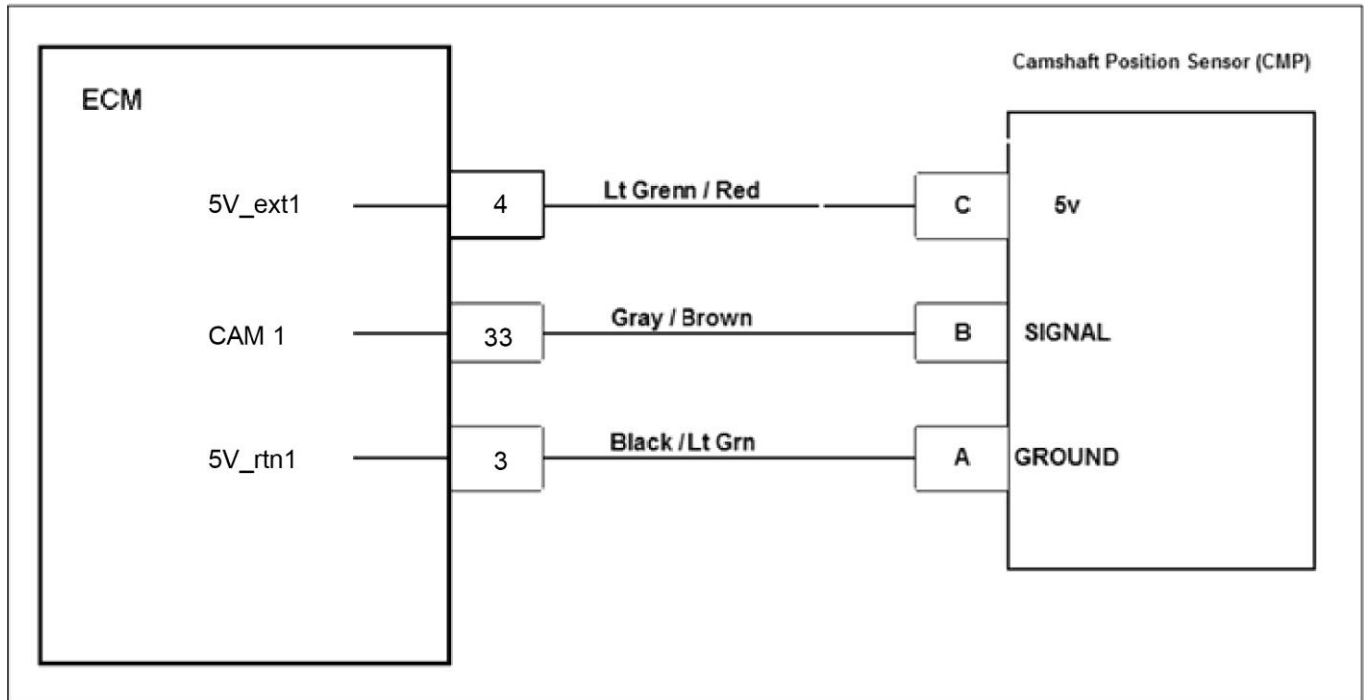 Camshaft Position Sensor (CMP)
ECM
5V_ext1
4
Lt Grenn / Red
C
5v
CAM 1
33
Gray / Brown
B
SIGNAL
5V_rtn1
3
Black /Lt Grn
A
GROUND